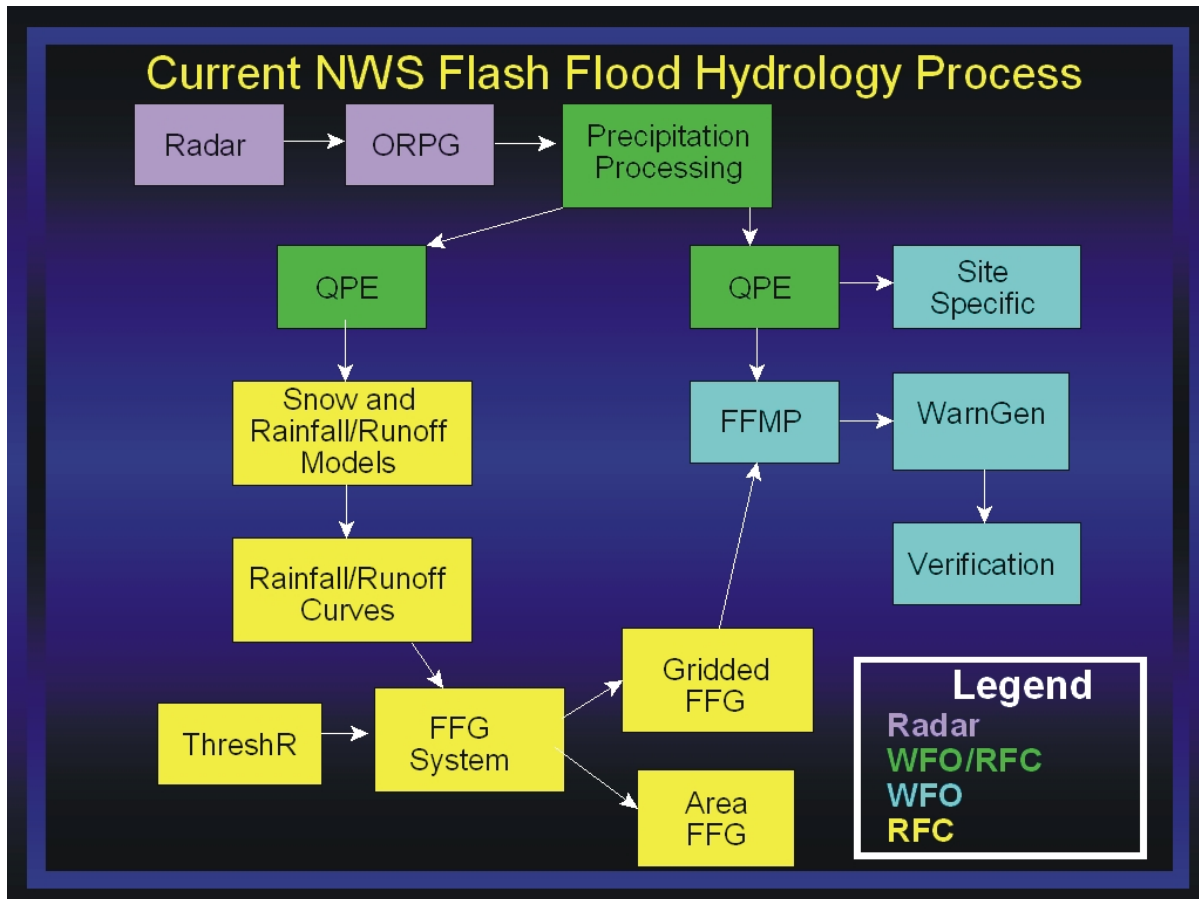 Current NWS Flash Flood Hydrology Process
Radar
ORPG
Precipitation
Processing
QPE
QPE
Site
Specific
Snow and
Rainfall/Runoff
Models
FFMP
WarnGen
Rainfall/Runoff
Curves
Verification
ThreshR
FFG
System
Gridded
FFG
Area
FFG
Legend
Radar
WFO/RFC
WFO
RFC